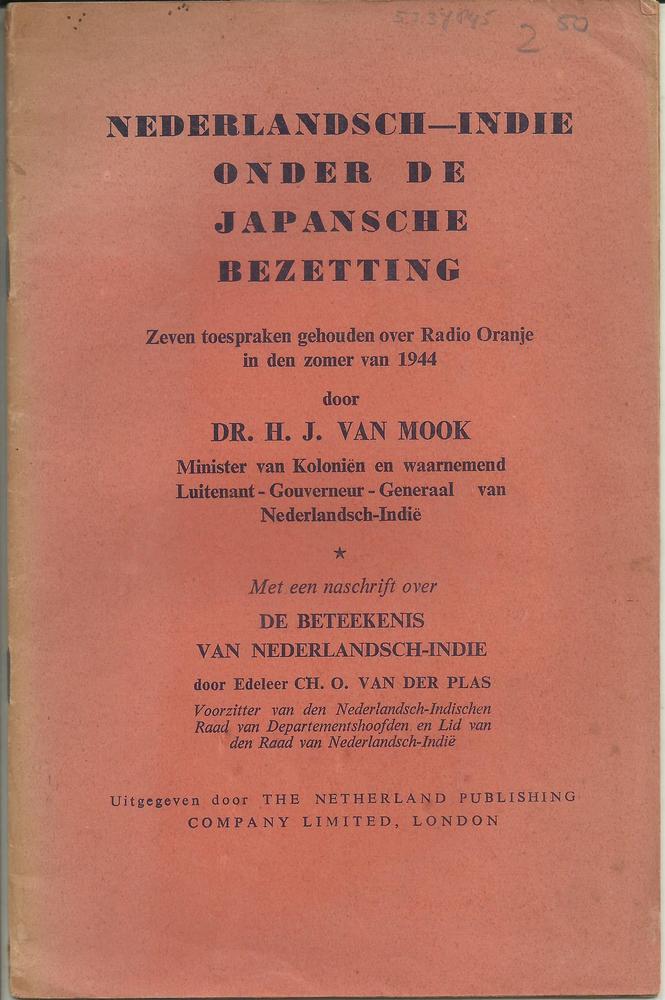 2 50
NEDERLANDSCH—INDIE
ONDER DE
JAPANSCHE
BEZETTING
Zeven toespraken gehouden over Radio Oranje
in den zomer van 1944
door
DR. H. J. VAN MOOK
Minister van Koloniën en waarnemend
Luitenant-Gouverneur-Generaal van
Nederlandsch-Indië
★
Met een naschrift over
DE BETEEKENIS
VAN NEDERLANDSCH-INDIE
door Edeleer CH. O. VAN DER PLAS
Voorzitter van den Nederlandsch-Indischen
Raad van Departementshoofden en Lid van
den Raad van Nederlandsch-Indië
Uitgegeven door THE NETHERLAND PUBLISHING
COMPANY LIMITED, LONDON